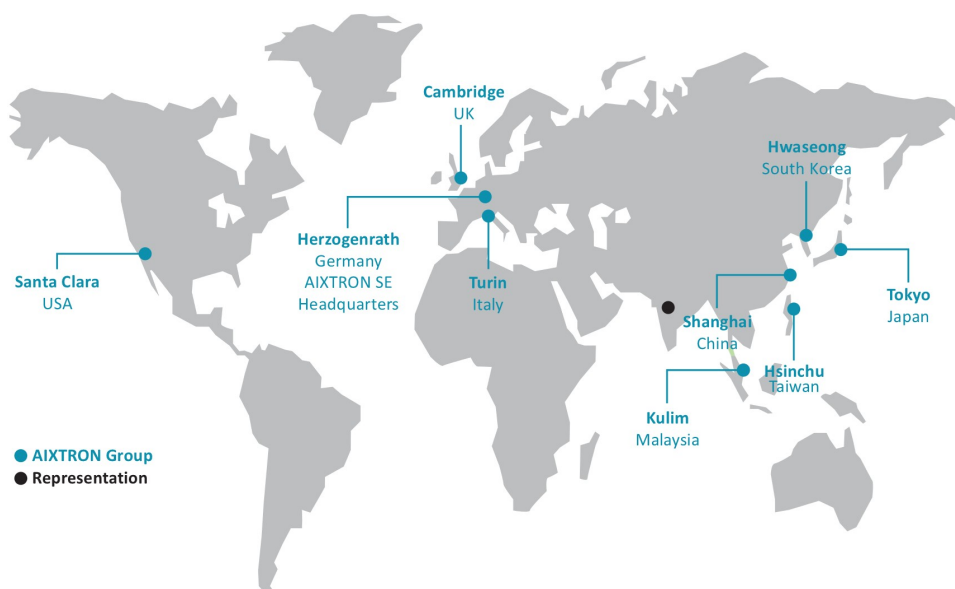 Cambridge
UK
Hwaseong
South Korea
Herzogenrath
Germany
AIXTRON SE
Headquarters
Santa Clara
USA
Turin
Italy
Tokyo
Japan
Shanghai
China
Hsinchu
Taiwan
Kulim
Malaysia
AIXTRON Group
Representation